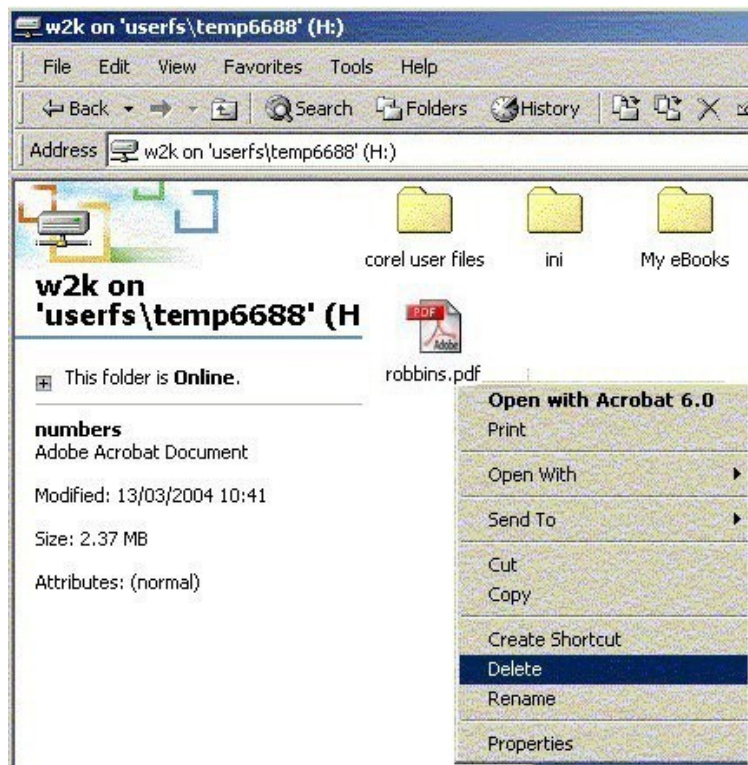 w2k on 'userfs\temp6688' (H:)
File Edit View Favorites Tools Help
Back Search Folders History
Address w2k on 'userfs\temp6688' (H:)
w2k on
'userfs\temp6688' (H
This folder is Online.
numbers
Adobe Acrobat Document
Modified: 13/03/2004 10:41
Size: 2.37 MB
Attributes: (normal)
corel user files ini My eBooks
PDF
Adobe
robbins.pdf
Open with Acrobat 6.0
Print
Open With
Send To
Cut
Copy
Create Shortcut
Delete
Rename
Properties